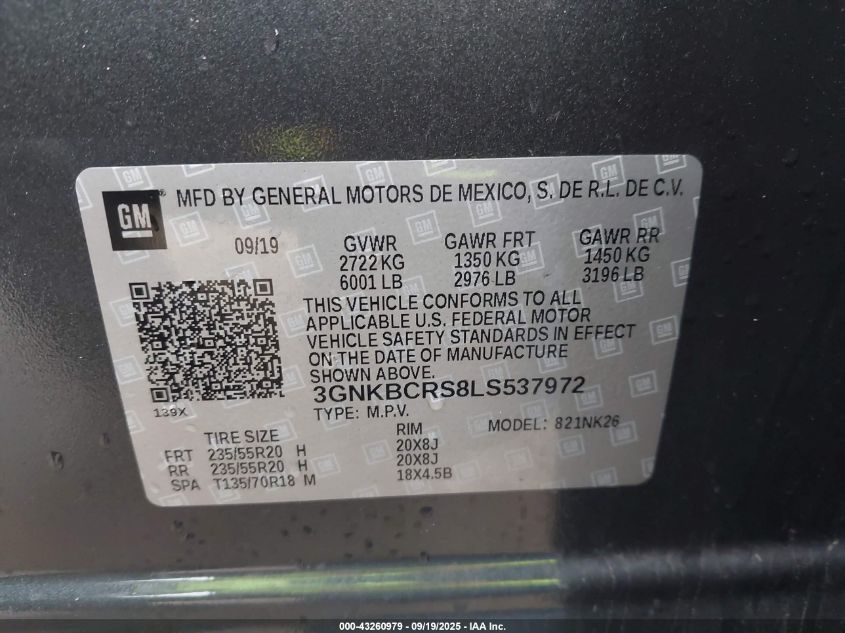 GM® MFD BY GENERAL MOTORS DE MEXICO, S. DE R.L. DE C.V.
09/19 GVWR GAWR FRT GAWR RR
2722 KG 1350 KG 1450 KG
6001 LB 2976 LB 3196 LB
THIS VEHICLE CONFORMS TO ALL
APPLICABLE U.S. FEDERAL MOTOR
VEHICLE SAFETY STANDARDS IN EFFECT
ON THE DATE OF MANUFACTURE
SHOWN ABOVE.
3GNKBCRS8LS537972
139X TYPE: M.P.V. MODEL: 821NK26
TIRE SIZE RIM
FRT 235/55R20 H 20X8J
RR 235/55R20 H 20X8J
SPA T135/70R18 M 18X4.5B
000-43260979 - 09/19/2025 - IAA Inc.